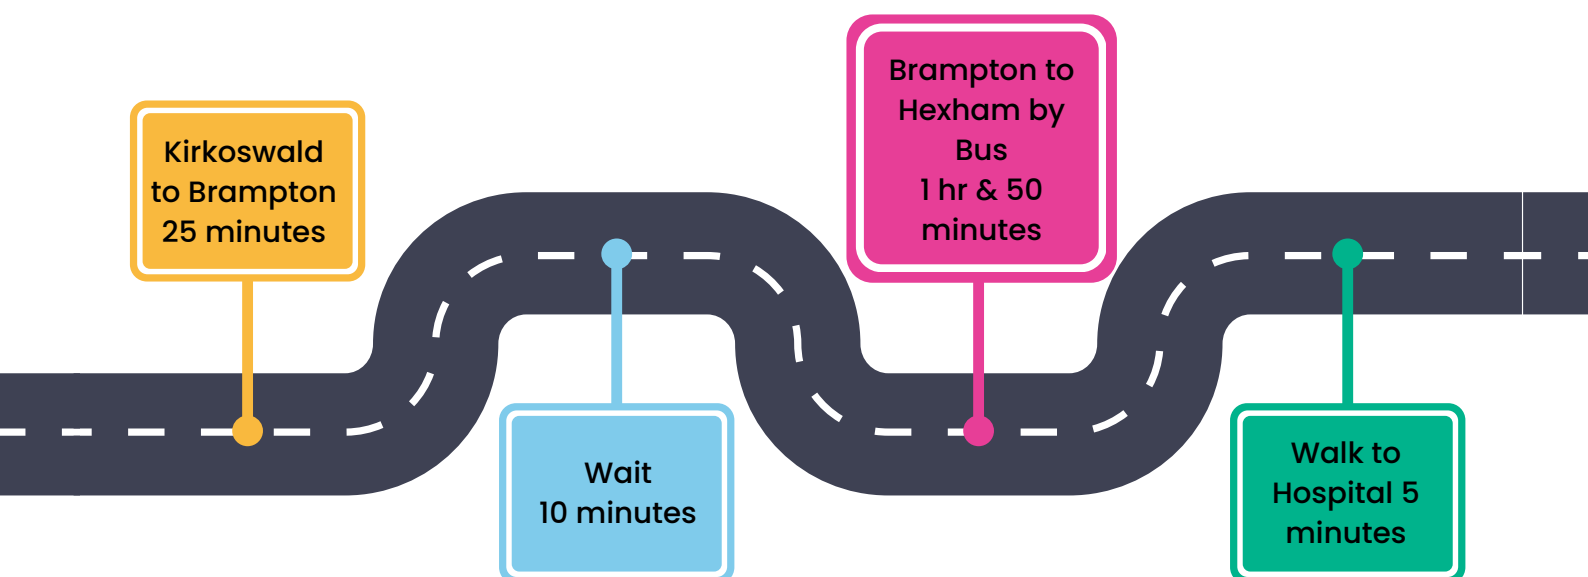 Kirkoswald
to Brampton
25 minutes
Wait
10 minutes
Brampton to
Hexham by
Bus
1 hr & 50
minutes
Walk to
Hospital 5
minutes